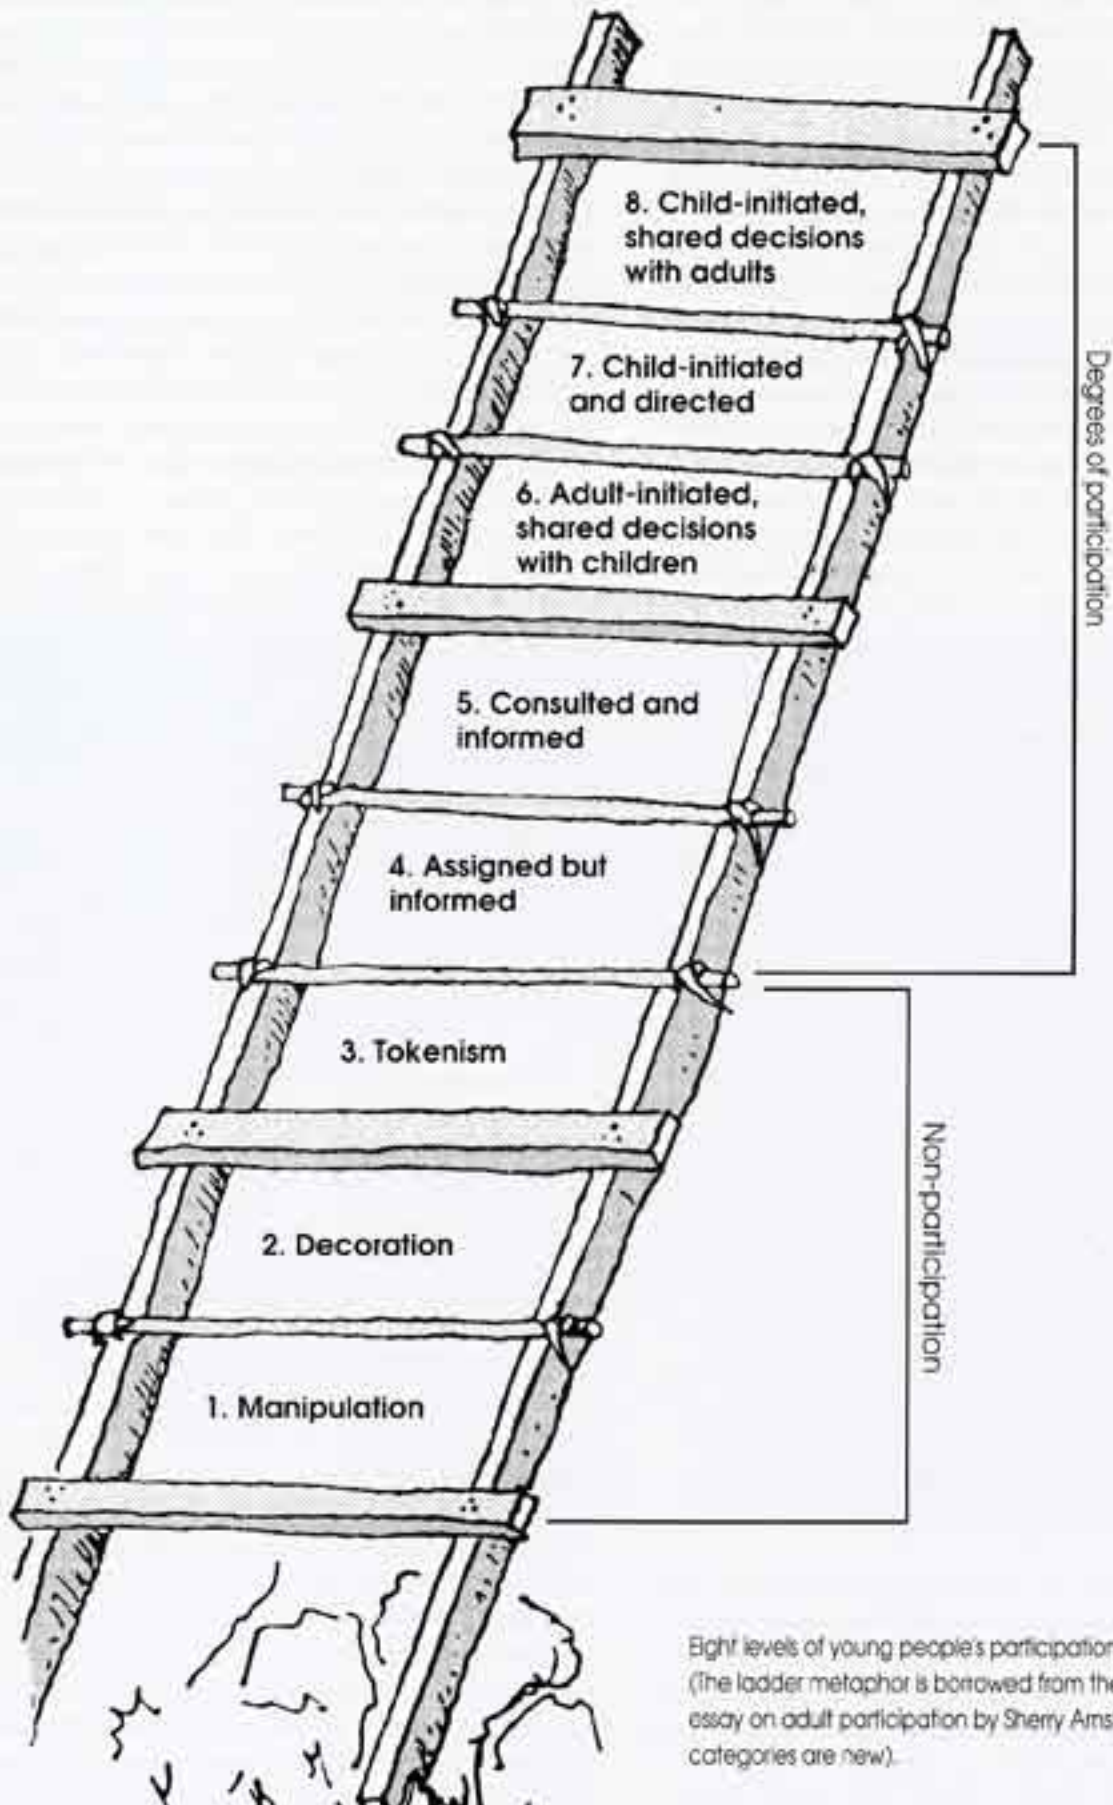 8. Child-initiated,
shared decisions
with adults
7. Child-initiated
and directed
6. Adult-initiated,
shared decisions
with children
5. Consulted and
informed
4. Assigned but
informed
3. Tokenism
2. Decoration
1. Manipulation
Degrees of participation
Non-participation
Eight levels of young people's participation
(The ladder metaphor is borrowed from the
essay on adult participation by Sherry
categories are new).